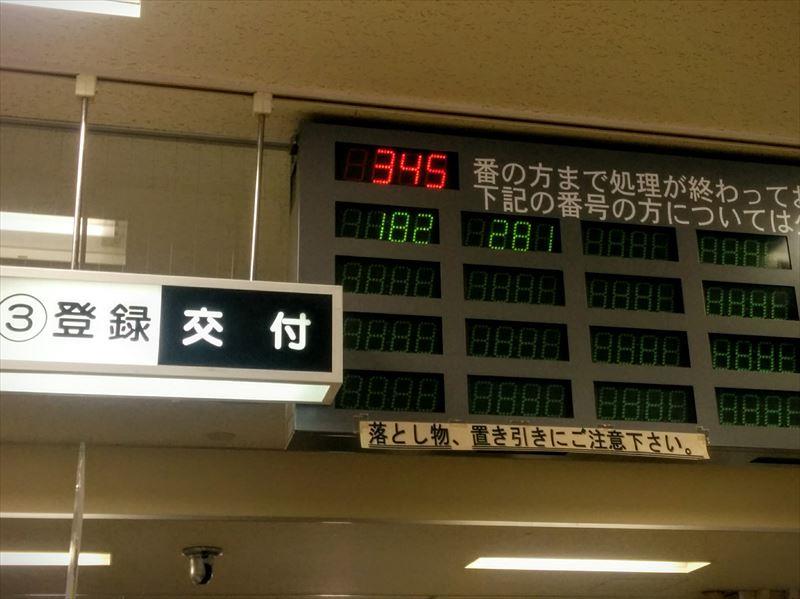 345
番の方まで処理が終わって
下記の番号の方については
182 281
③登録 交付
落とし物、置き引きにご注意下さい。